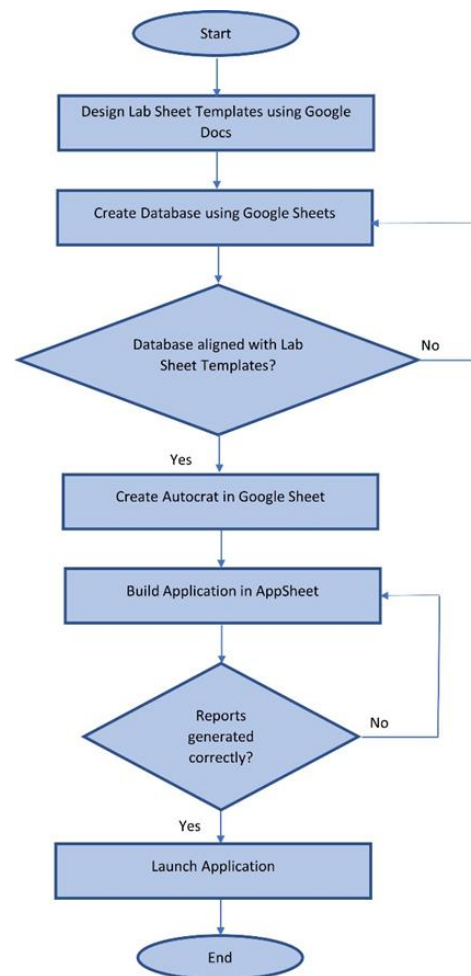 Start
Design Lab Sheet Templates using Google
Docs
Create Database using Google Sheets
Database aligned with Lab
Sheet Templates?
No
Yes
Create Autocrat in Google Sheet
Build Application in AppSheet
Reports
generated
correctly?
No
Yes
Launch Application
End